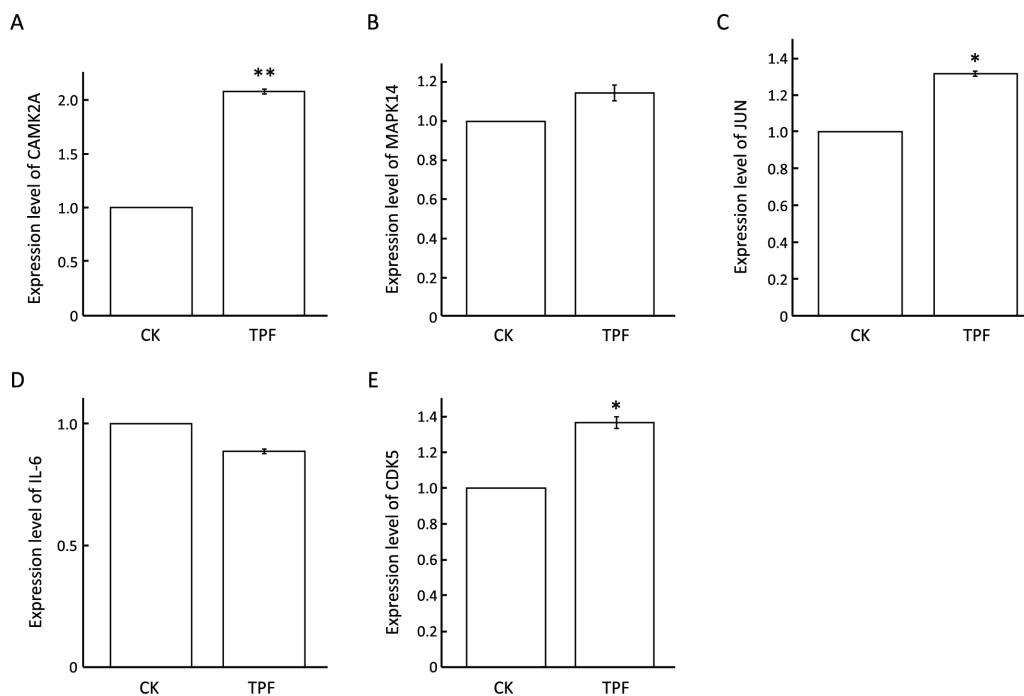 A
Expression level of CAMK2A
2.0
1.5
1.0
0.5
0
**
CK
TPF
B
Expression level of MAPK14
1.2
1.0
0.8
0.6
0.4
0.2
0
CK
TPF
C
Expression level of JUN
1.4
1.2
1.0
0.8
0.6
0.4
0.2
0
*
CK
TPF
D
Expression level of IL-6
1.0
0.5
0
CK
TPF
E
Expression level of CDK5
1.4
1.2
1.0
0.8
0.6
0.4
0.2
0
*
CK
TPF